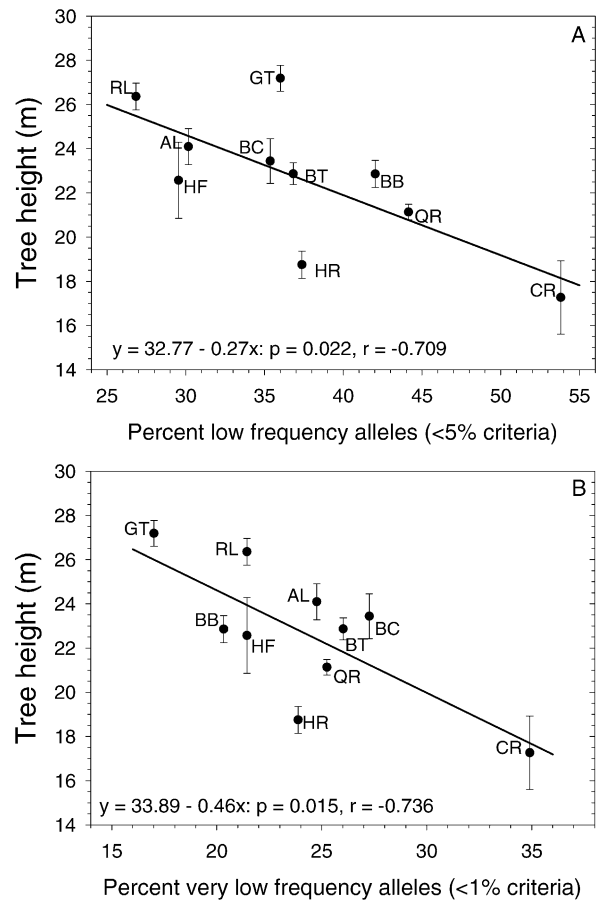 30
A
28
GT
RL
26
AL
BC
24
BT
BB
HF
22
QR
20
HR
18
CR
16
y = 32.77 - 0.27x: p = 0.022, r = -0.709
14
Tree height (m)
25 30 35 40 45 50 55
Percent low frequency alleles (<5% criteria)
30
B
28
GT
RL
26
AL
24
BB
BC
HF
BT
22
QR
20
HR
18
CR
16
y = 33.89 - 0.46x: p = 0.015, r = -0.736
14
Tree height (m)
15 20 25 30 35
Percent very low frequency alleles (<1% criteria)